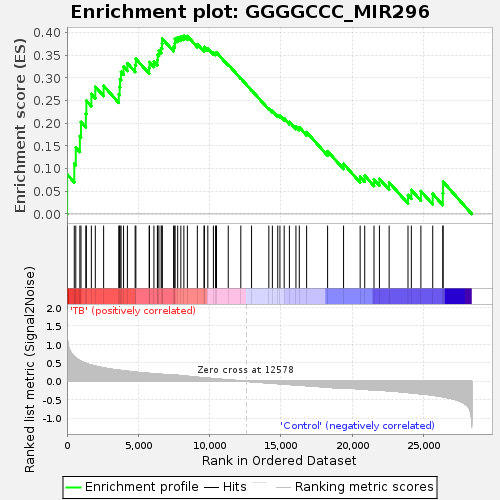 Enrichment plot: GGGGCCC_MIR296
Enrichment score (ES)
0.40
0.35
0.30
0.25
0.20
0.15
0.10
0.05
0.00
'TB' (positively correlated)
Ranked list metric (Signal2Noise)
2.0
1.5
1.0
0.5
0.0
-0.5
-1.0
Zero cross at 12578
'Control' (negatively correlated)
0
5,000
10,000
15,000
20,000
25,000
Rank in Ordered Dataset
Enrichment profile
Hits
Ranking metric scores